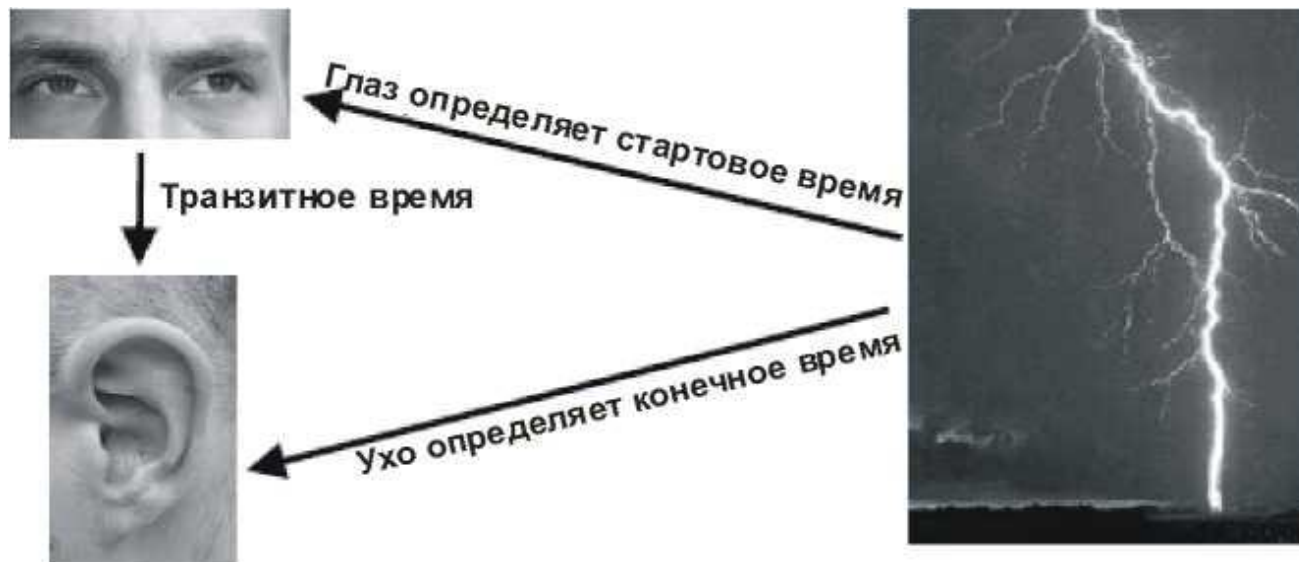 Глаз определяет стартовое время
Транзитное время
Ухо определяет конечное время